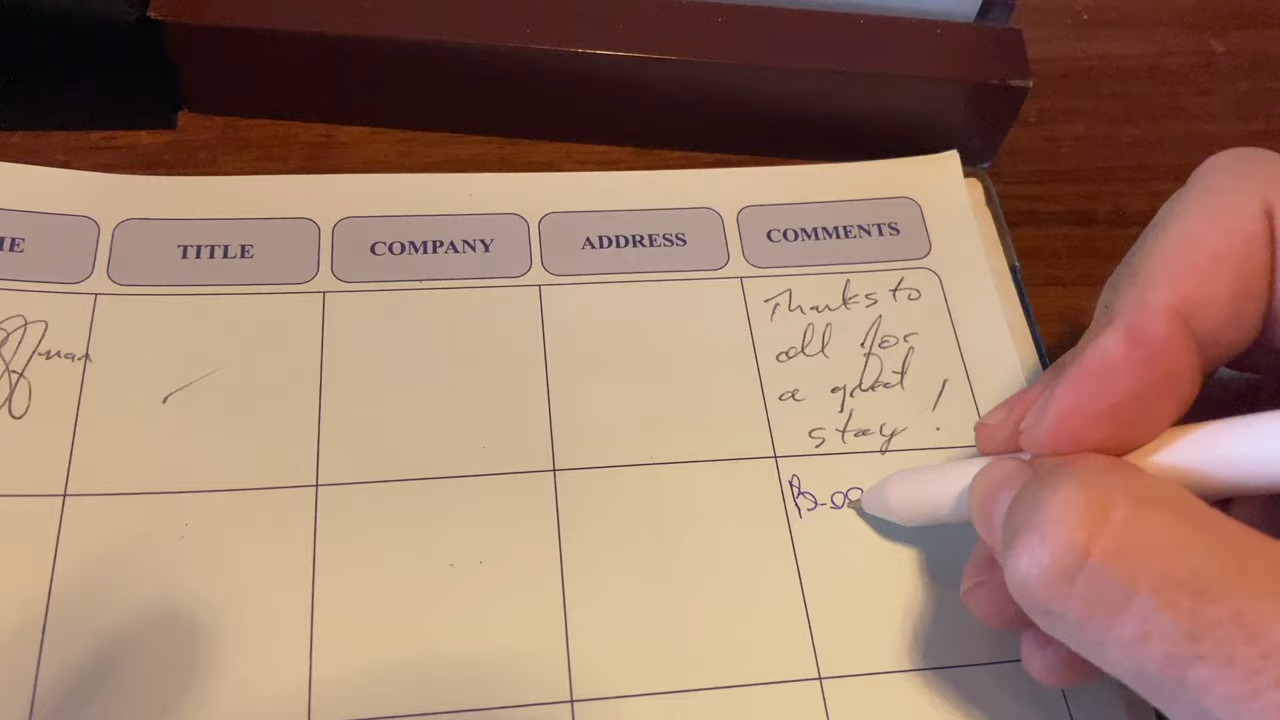 TITLE COMPANY ADDRESS COMMENTS
Thanks to
all for
a great
stay!